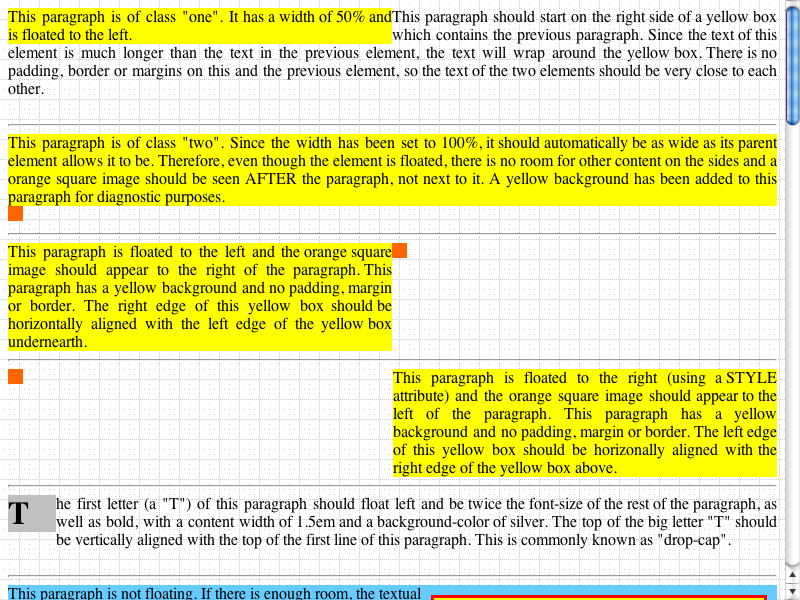 This paragraph is of class "one". It has a width of 50% and
is floated to the left.
This paragraph should start on the right side of a yellow box
which contains the previous paragraph. Since the text of this
element is much longer than the text in the previous element, the text will wrap around the yellow box. There is no
padding, border or margins on this and the previous element, so the text of the two elements should be very close to each
other.
This paragraph is of class "two". Since the width has been set to 100%, it should automatically be as wide as its parent
element allows it to be. Therefore, even though the element is floated, there is no room for other content on the sides and a
orange square image should be seen AFTER the paragraph, not next to it. A yellow background has been added to this
paragraph for diagnostic purposes.
This paragraph is floated to the left and the orange square
image should appear to the right of the paragraph. This
paragraph has a yellow background and no padding, margin
or border. The right edge of this yellow box should be
horizontally aligned with the left edge of the yellow box
underneath.
This paragraph is floated to the right (using a STYLE
attribute) and the orange square image should appear to the
left of the paragraph. This paragraph has a yellow
background and no padding, margin or border. The left edge
of this yellow box should be horizonally aligned with the
right edge of the yellow box above.
The first letter (a "T") of this paragraph should float left and be twice the font-size of the rest of the paragraph, as
well as bold, with a content width of 1.5em and a background-color of silver. The top of the big letter "T" should
be vertically aligned with the top of the first line of this paragraph. This is commonly known as "drop-cap".
This paragraph is not floating. If there is enough room, the textual